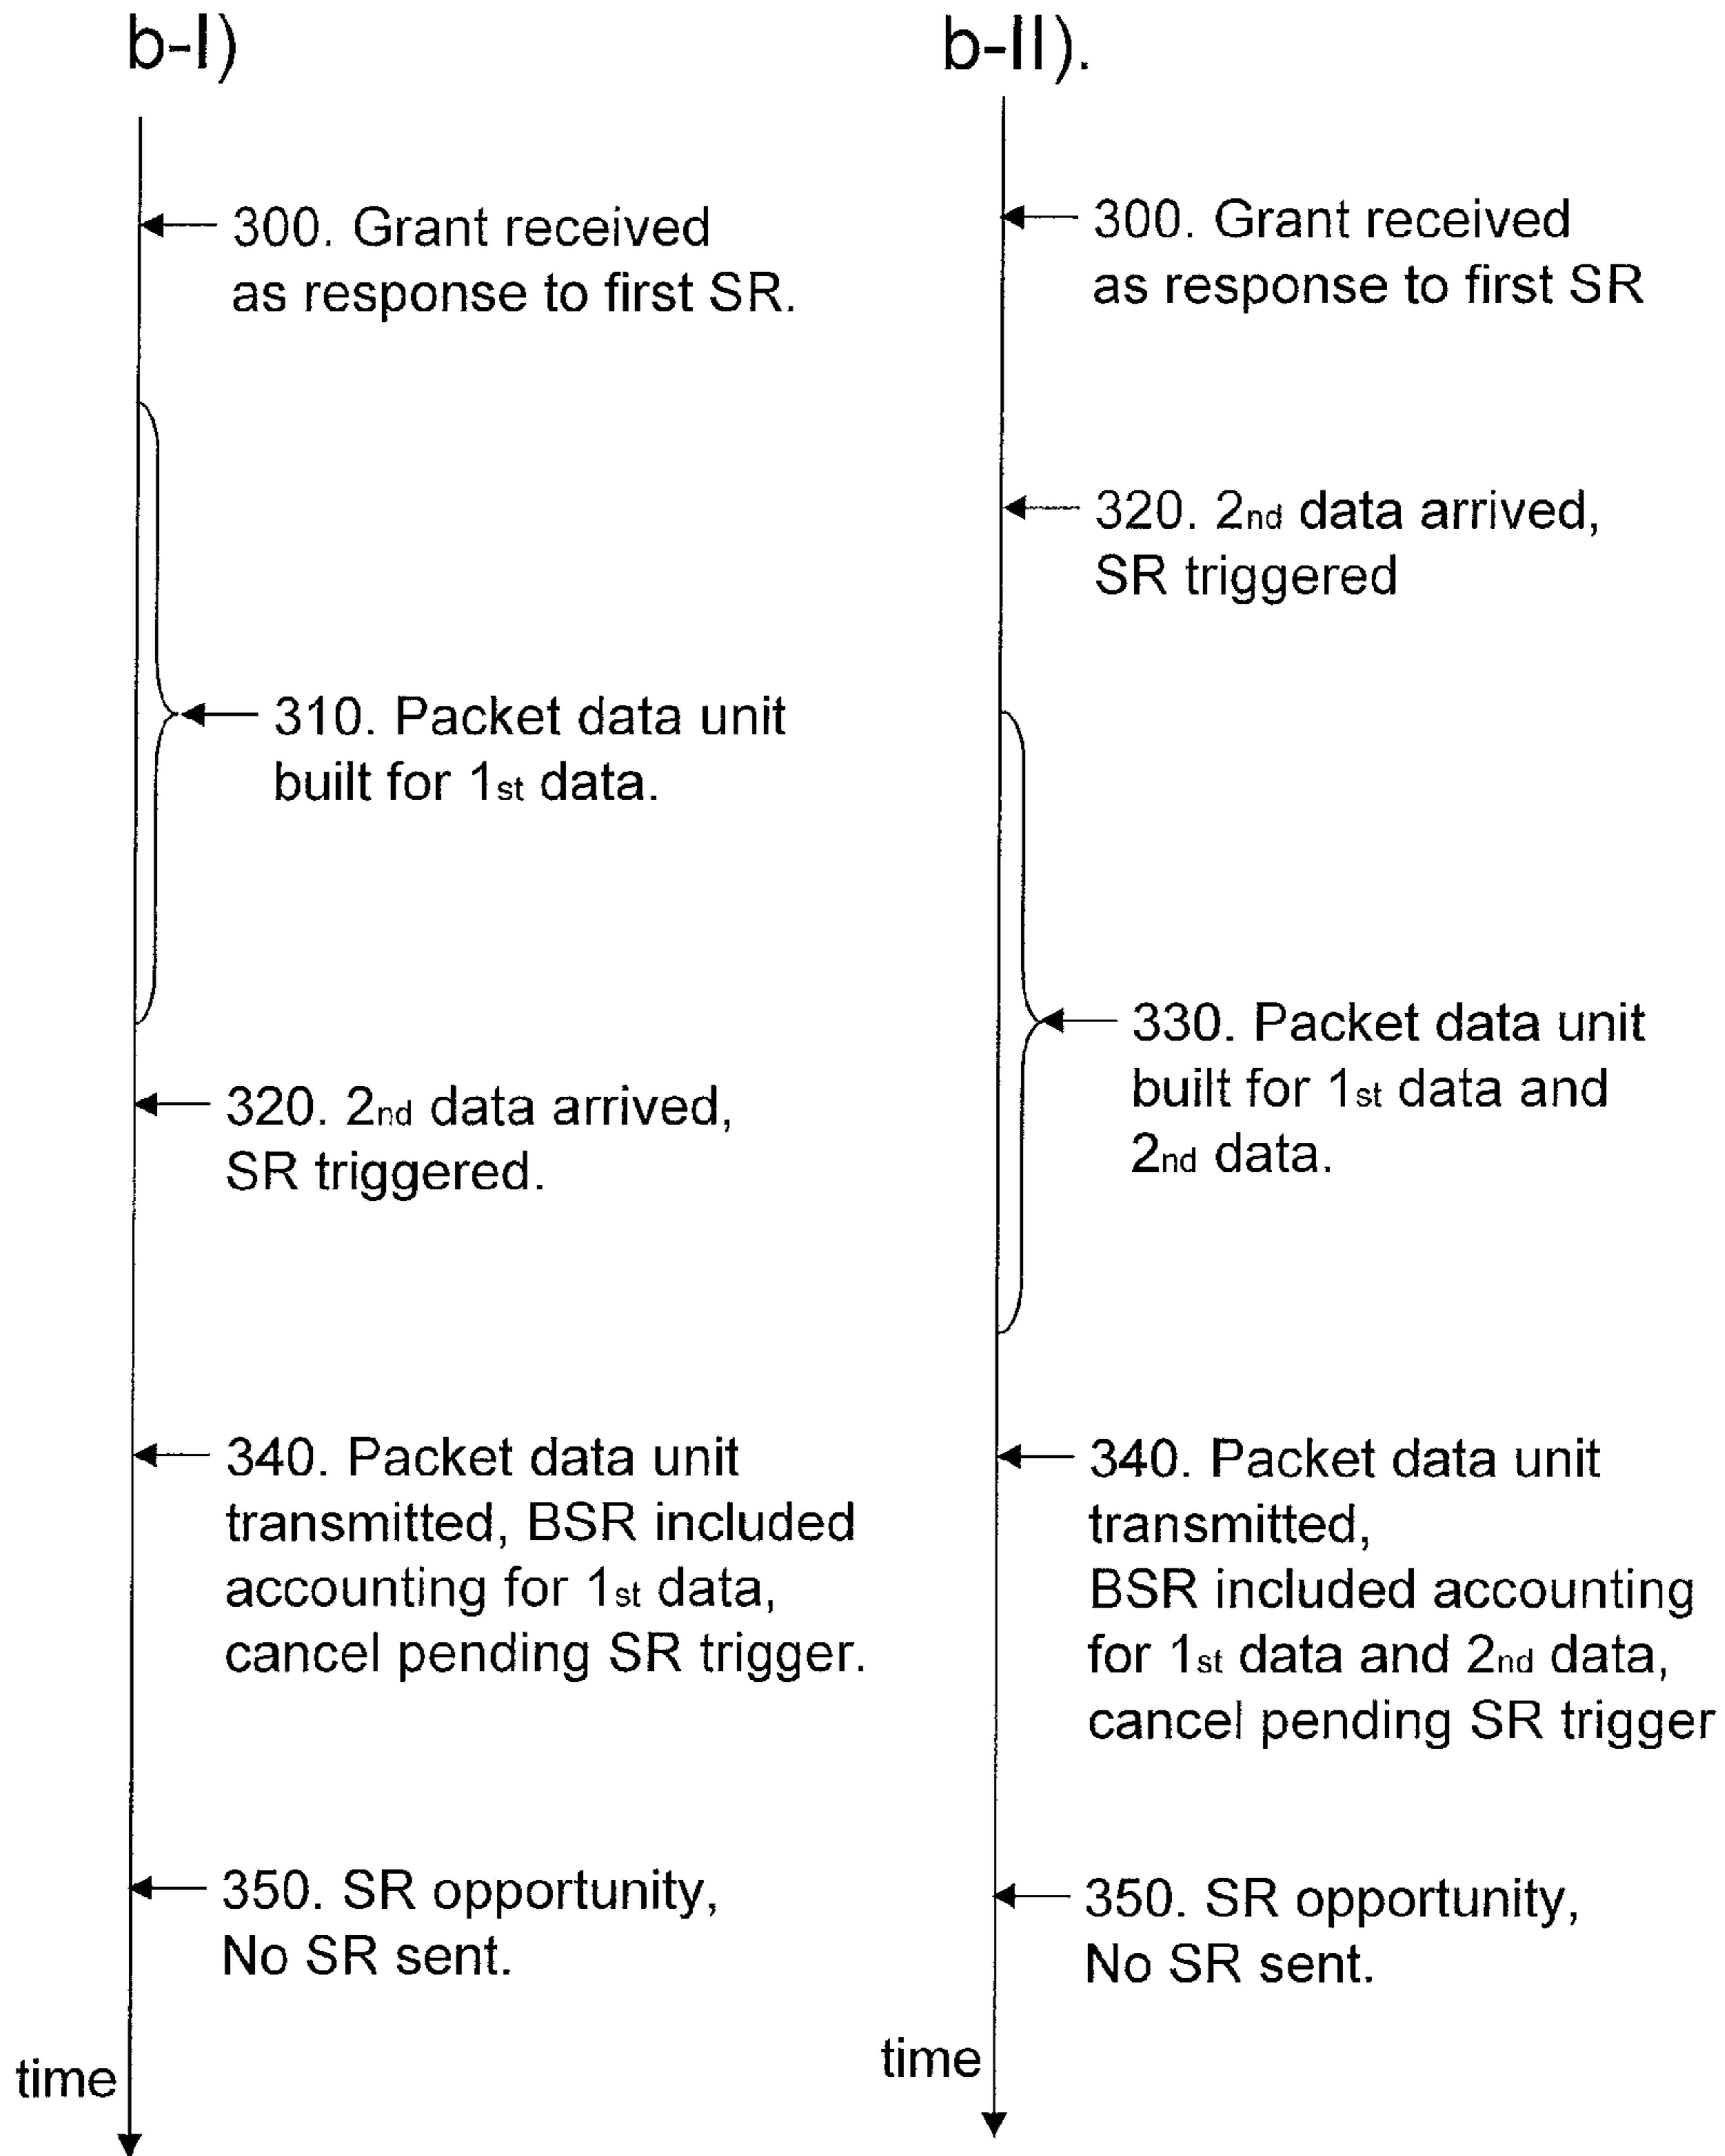 b-I)
300. Grant received
as response to first SR.
310. Packet data unit
built for 1st data.
320. 2nd data arrived,
SR triggered.
340. Packet data unit
transmitted, BSR included
accounting for 1st data,
cancel pending SR trigger.
350. SR opportunity,
No SR sent.
time
b-II).
300. Grant received
as response to first SR
320. 2nd data arrived,
SR triggered
330. Packet data unit
built for 1st data and
2nd data.
340. Packet data unit
transmitted,
BSR included accounting
for 1st data and 2nd data,
cancel pending SR trigger
350. SR opportunity,
No SR sent.
time